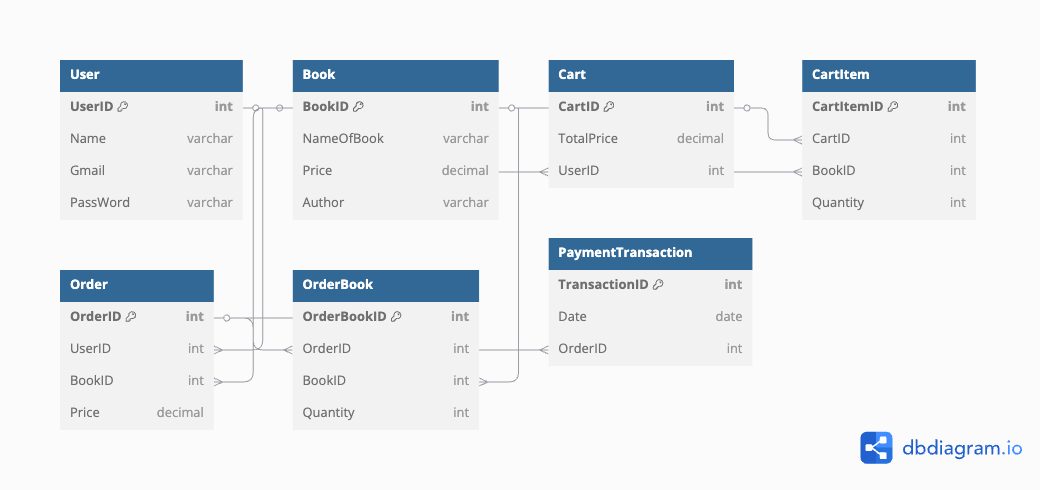 User
UserID int
Name varchar
Gmail varchar
PassWord varchar
Book
BookID int
NameOfBook varchar
Price decimal
Author varchar
Cart
CartID int
TotalPrice decimal
UserID int
CartItem
CartItemID int
CartID int
BookID int
Quantity int
Order
OrderID int
UserID int
BookID int
Price decimal
OrderBook
OrderBookID int
OrderID int
BookID int
Quantity int
PaymentTransaction
TransactionID int
Date date
OrderID int
dbdiagram.io